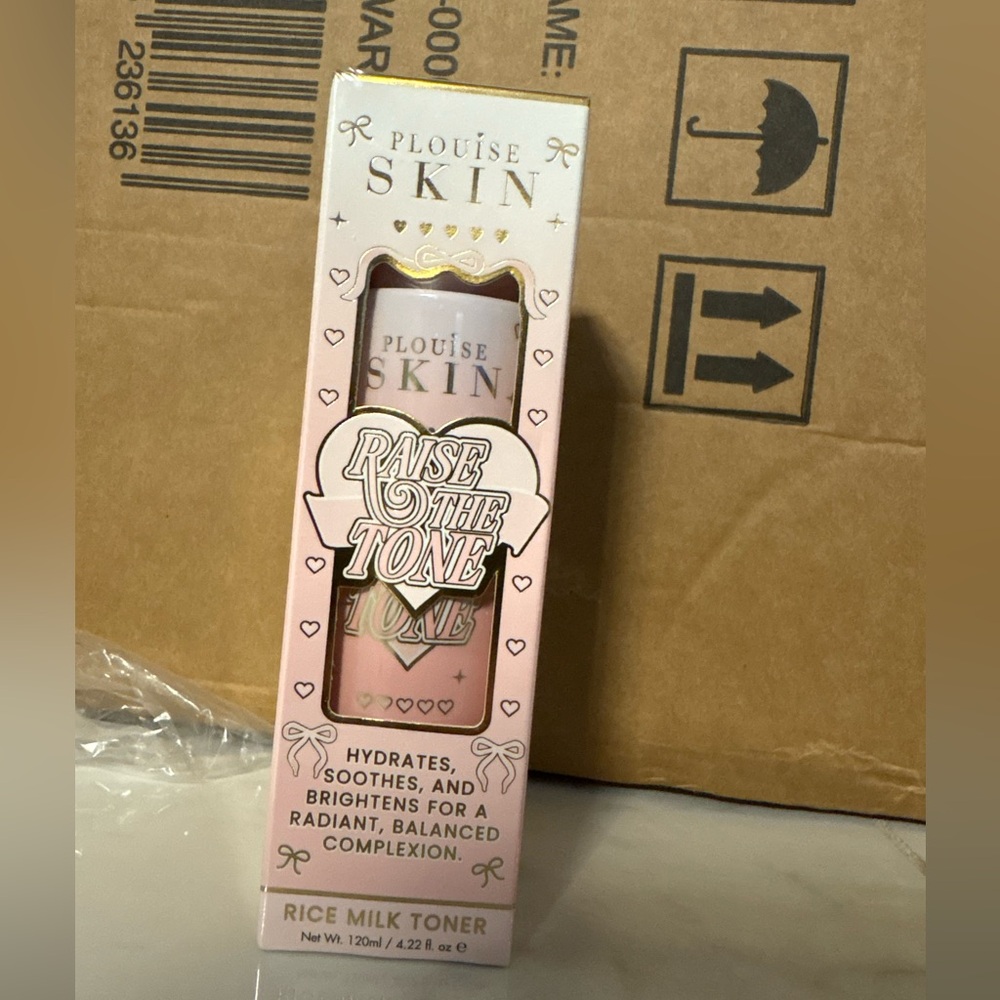 236136
WAR
-000
AME:
PLOUISE
SKIN
PLOUISE
SKIN
RAISE
THE
TONE
TONE
HYDRATES,
SOOTHES, AND
BRIGHTENS FOR A
RADIANT, BALANCED
COMPLEXION.
RICE MILK TONER
Net Wt. 120ml / 4.22 fl. oz ℮